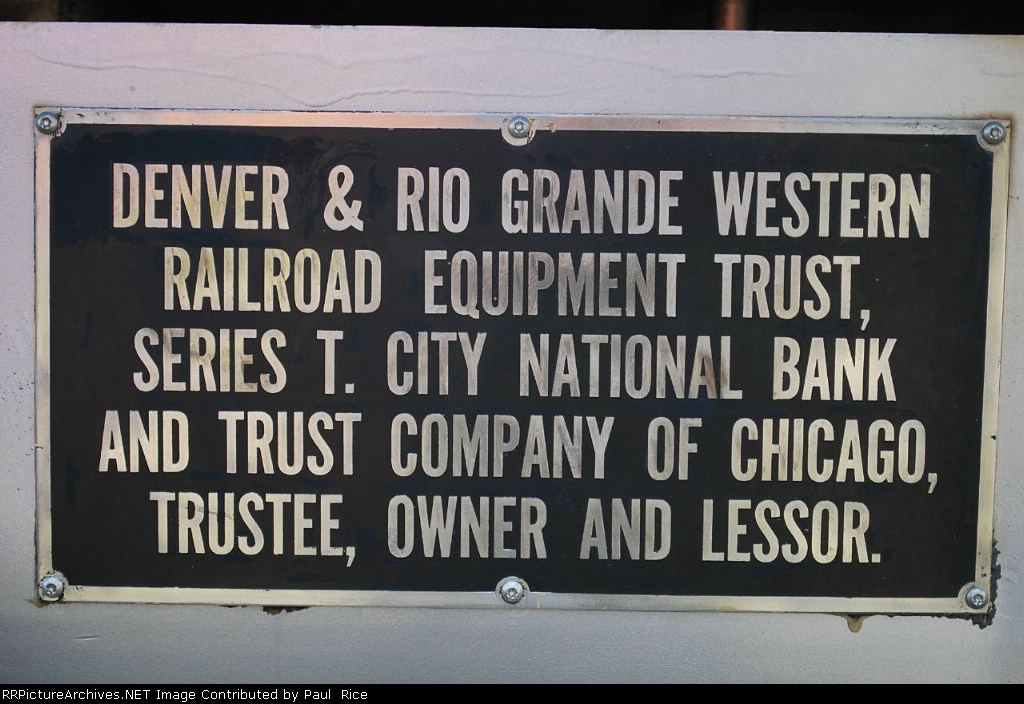 DENVER & RIO GRANDE WESTERN
RAILROAD EQUIPMENT TRUST,
SERIES T. CITY NATIONAL BANK
AND TRUST COMPANY OF CHICAGO,
TRUSTEE, OWNER AND LESSOR.
RRPictureArchives.NET Image Contributed by Paul Rice